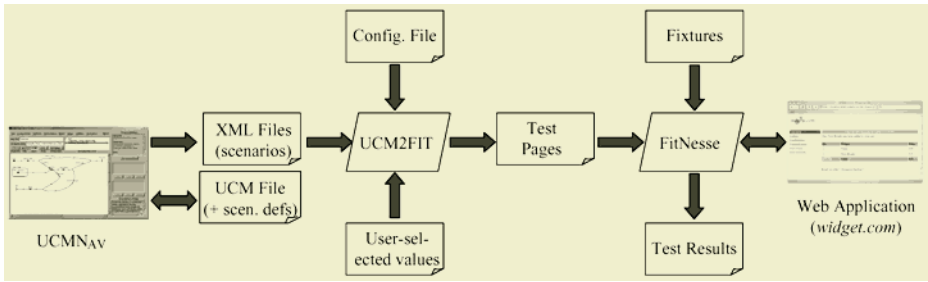 Config. File
Fixtures
XML Files
(scenarios)
UCM2FIT
Test
Pages
FitNesse
UCM File
(+ scen. defs)
UCMNAV
User-sel-
ected values
Test Results
Web Application
(widget.com)